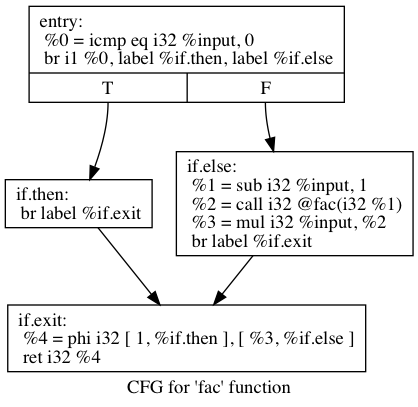 entry:
%0 = icmp eq i32 %input, 0
br i1 %0, label %if.then, label %if.else
T F
if.then:
br label %if.exit
if.else:
%1 = sub i32 %input, 1
%2 = call i32 @fac(i32 %1)
%3 = mul i32 %input, %2
br label %if.exit
if.exit:
%4 = phi i32 [ 1, %if.then ], [ %3, %if.else ]
ret i32 %4
CFG for 'fac' function